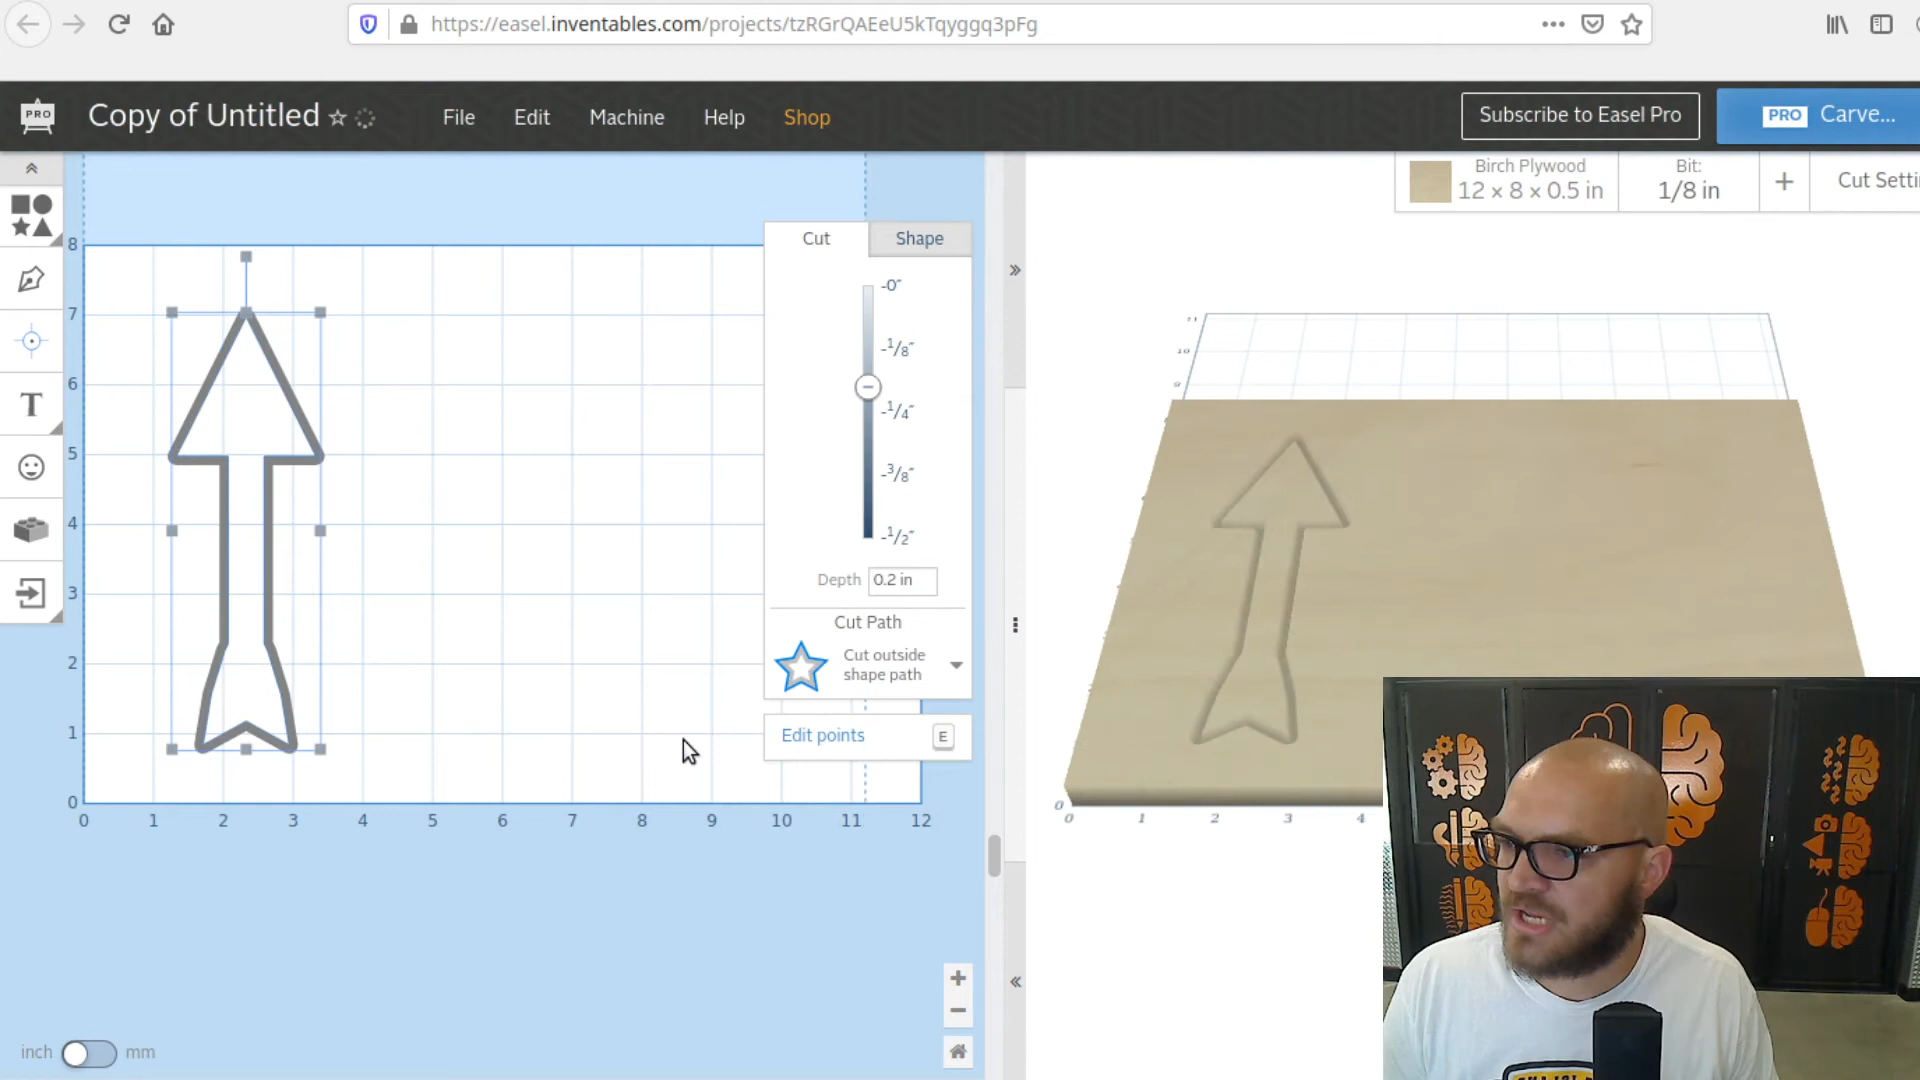 https://easel.inventables.com/projects/tzRGrQAEeU5kTqyggq3pFg
PRO
Copy of Untitled
File
Edit
Machine
Help
Shop
Subscribe to Easel Pro
PRO Carve...
Birch Plywood
12 × 8 × 0.5 in
Bit:
1/8 in
+
Cut Setti
Cut
Shape
-0"
-1/8"
-1/4"
-3/8"
-1/2"
Depth 0.2 in
Cut Path
Cut outside
shape path
Edit points
E
T
8
7
6
5
4
3
2
1
0
0 1 2 3 4 5 6 7 8 9 10 11 12
11
10
9
0
0 1 2 3 4
inch
mm